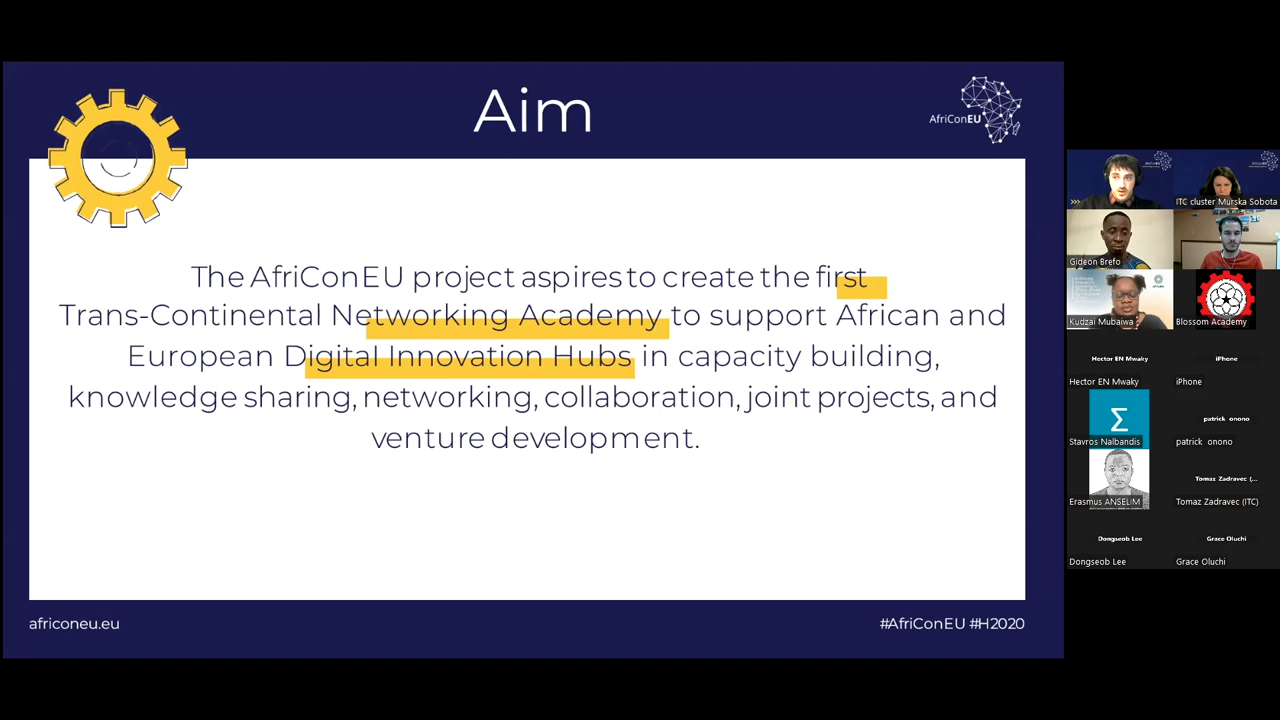 Aim
AfriConEU
The AfriConEU project aspires to create the first
Trans-Continental Networking Academy to support African and
European Digital Innovation Hubs in capacity building,
knowledge sharing, networking, collaboration, joint projects, and
venture development.
africoneu.eu
#AfriConEU #H2020
ITC cluster Murska Sobota
Gideon Brefo
Kudzai Mubaiwa
Blossom Academy
Hector EN Mwaky
iPhone
Hector EN Mwaky
iPhone
Σ
Stavros Nalbandis
patrick onono
patrick onono
Erasmus ANSELIM
Tomaz Zadravec (...
Tomaz Zadravec (ITC)
Dongseob Lee
Grace Oluchi
Dongseob Lee
Grace Oluchi